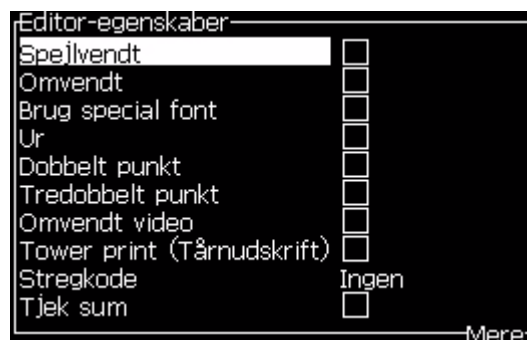 Editor-egenskaber
Spejlvendt
Omvendt
Brug special font
Ur
Dobbelt punkt
Tredobbelt punkt
Omvendt video
Tower print (Tårnudskrift)
Stregkode Ingen
Tjek sum
Mere